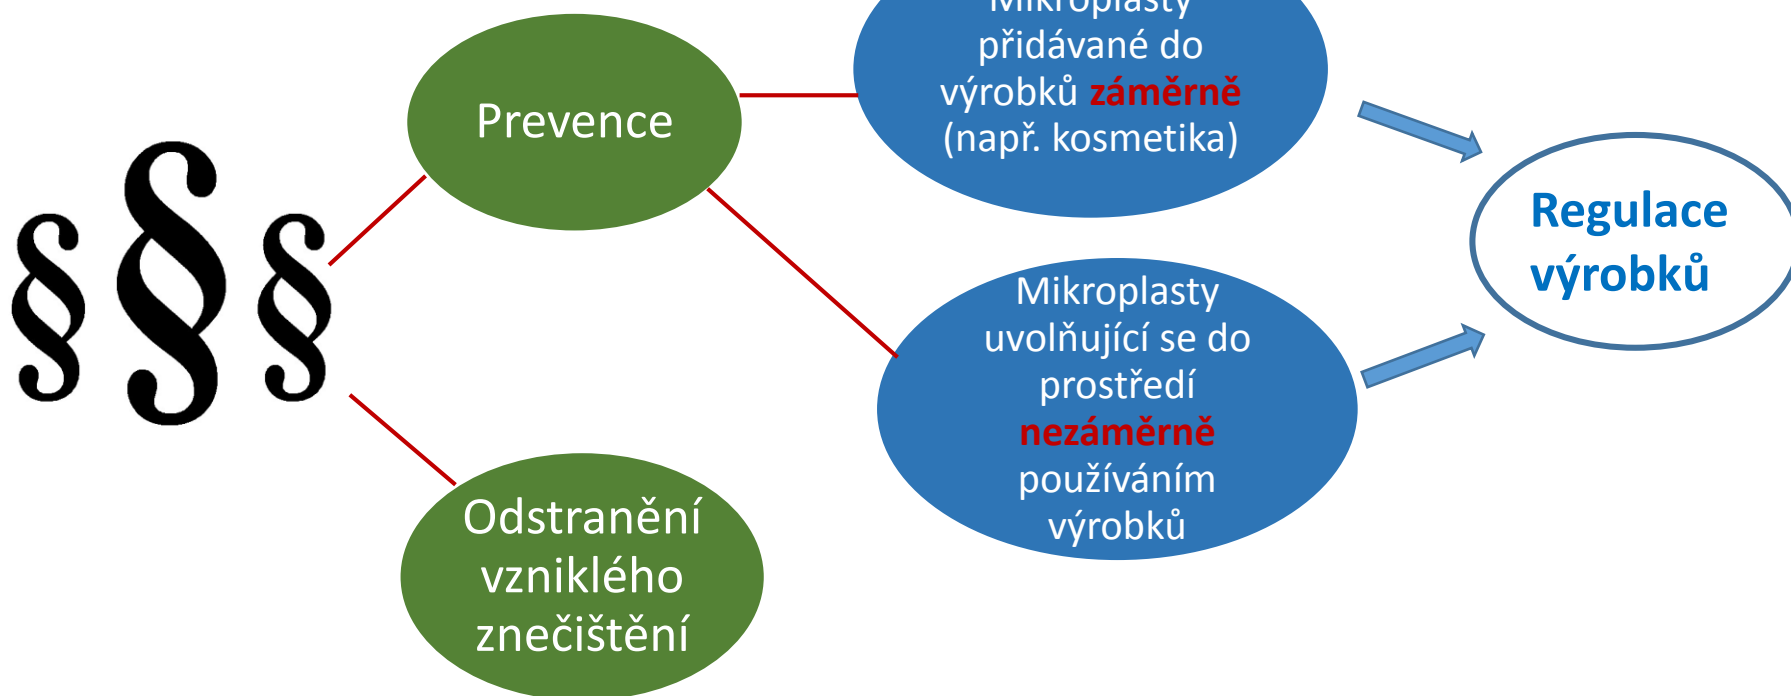 §§§
Prevence
Mikroplasty
přidávané do
výrobků záměrně
(např. kosmetika)
Regulace
výrobků
Mikroplasty
uvolňující se do
prostředí
nezáměrně
používáním
výrobků
Odstranění
vzniklého
znečištění